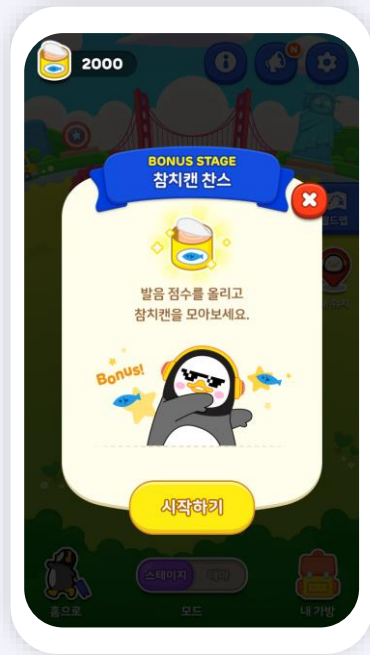 2000
N
BONUS STAGE
참치캔 찬스
발음 점수를 올리고
참치캔을 모아보세요.
Bonus!
시작하기
스테이지
홈으로
모드
내 가방